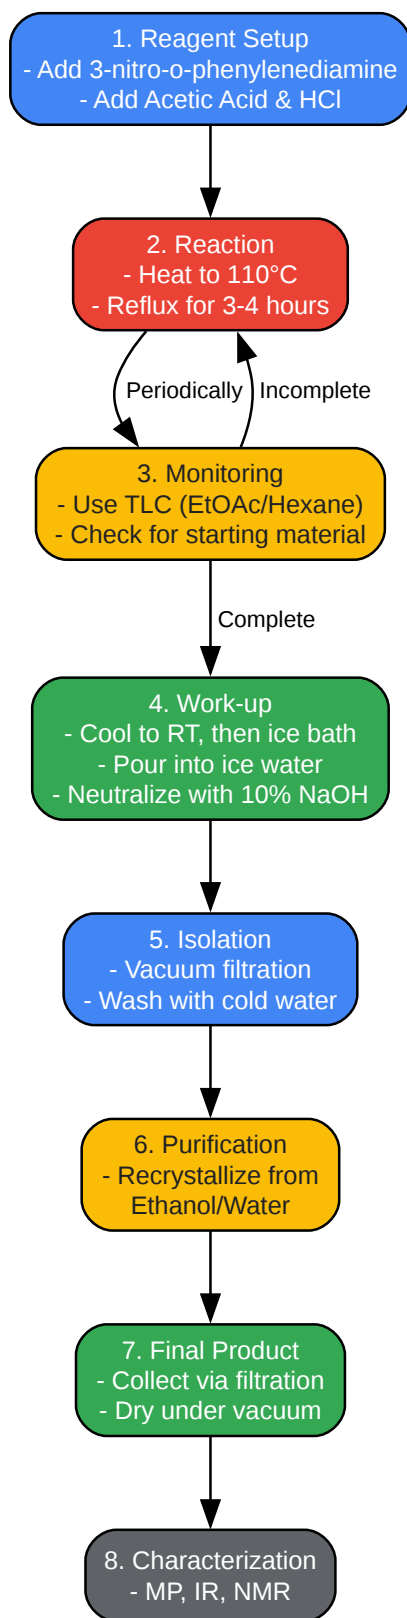 1. Reagent Setup
- Add 3-nitro-o-phenylenediamine
- Add Acetic Acid & HCl
2. Reaction
- Heat to 110°C
- Reflux for 3-4 hours
Periodically
Incomplete
3. Monitoring
- Use TLC (EtOAc/Hexane)
- Check for starting material
Complete
4. Work-up
- Cool to RT, then ice bath
- Pour into ice water
- Neutralize with 10% NaOH
5. Isolation
- Vacuum filtration
- Wash with cold water
6. Purification
- Recrystallize from
Ethanol/Water
7. Final Product
- Collect via filtration
- Dry under vacuum
8. Characterization
- MP, IR, NMR